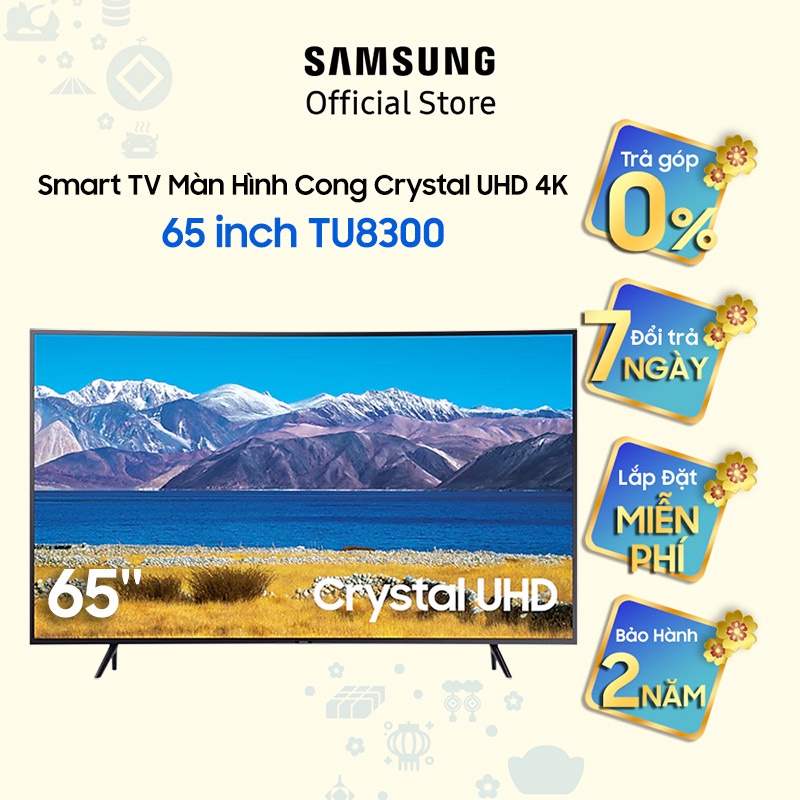 SAMSUNG
Official Store
Smart TV Màn Hình Cong Crystal UHD 4K
65 inch TU8300
Trả góp
0%
7
Đổi trả
NGÀY
Lắp Đặt
MIỄN
PHÍ
Bảo Hành
2 NĂM
65"
Crystal UHD